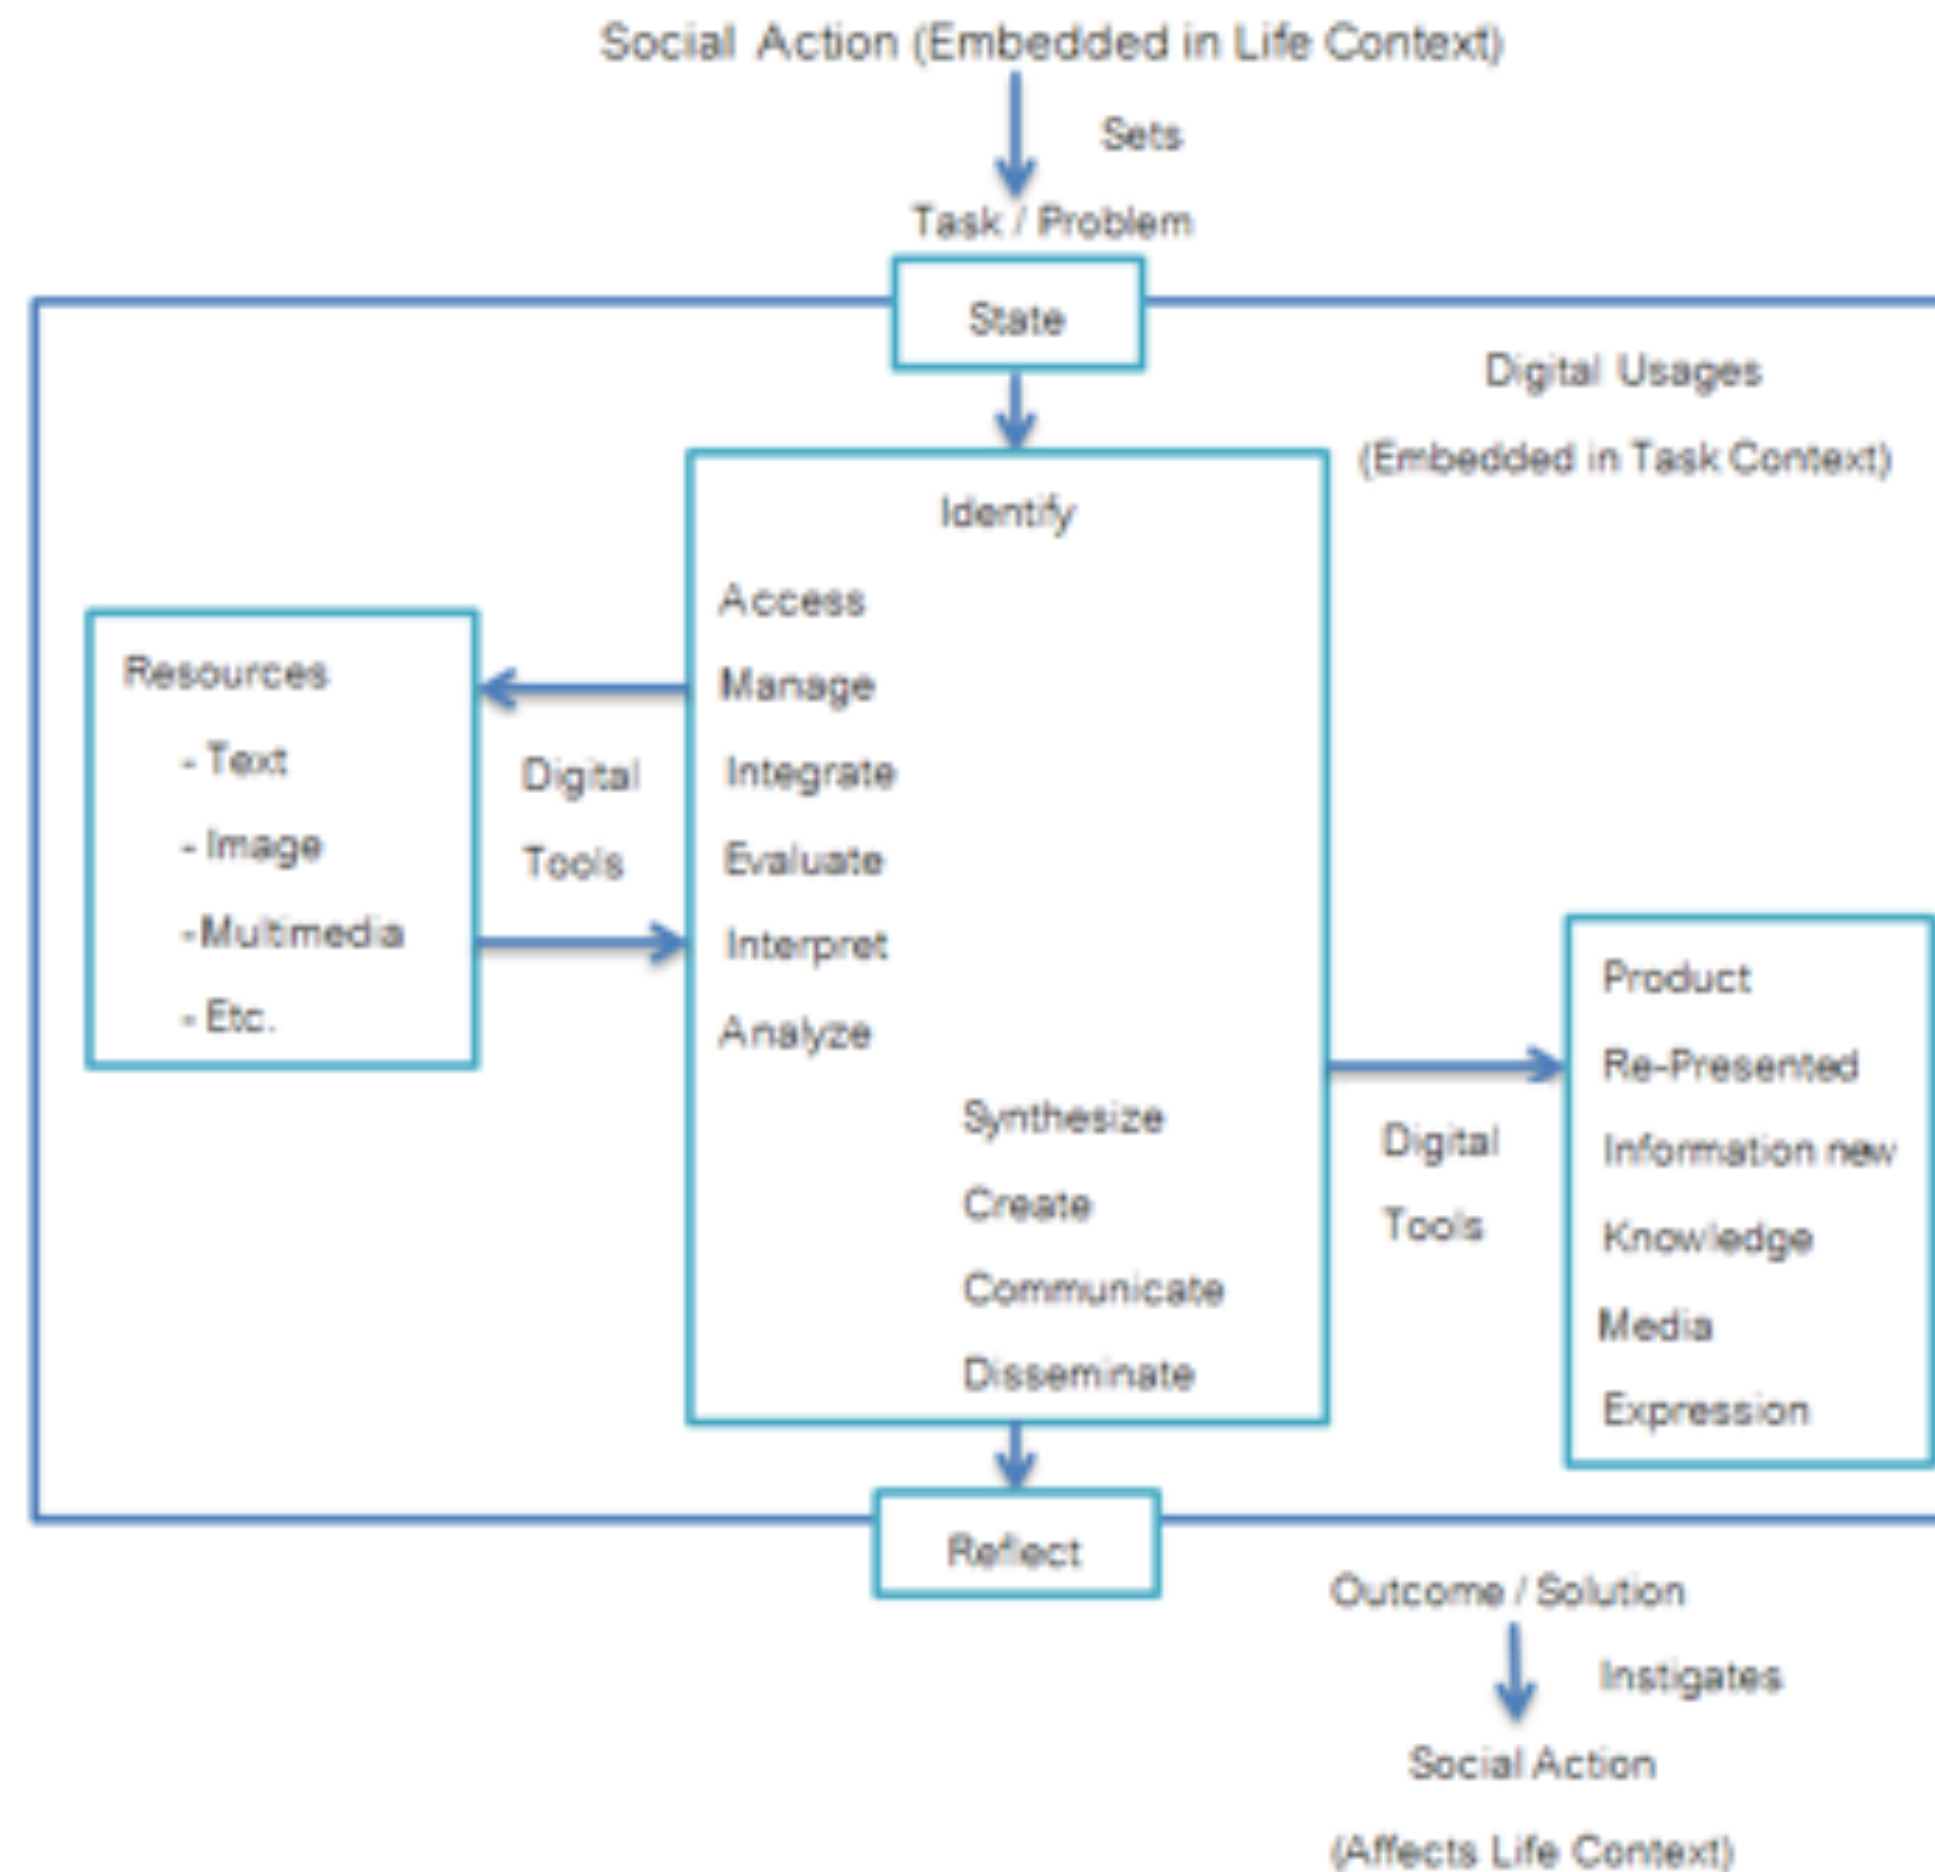 Social Action (Embedded in Life Context)
Sets
Task / Problem
State
Digital Usages
(Embedded in Task Context)
Identify
Access
Manage
Integrate
Evaluate
Interpret
Analyze
Synthesize
Create
Communicate
Disseminate
Resources
- Text
- Image
-Multimedia
- Etc.
Digital
Tools
Digital
Tools
Product
Re-Presented
Information new
Knowledge
Media
Expression
Reflect
Outcome / Solution
Instigates
Social Action
(Affects Life Context)